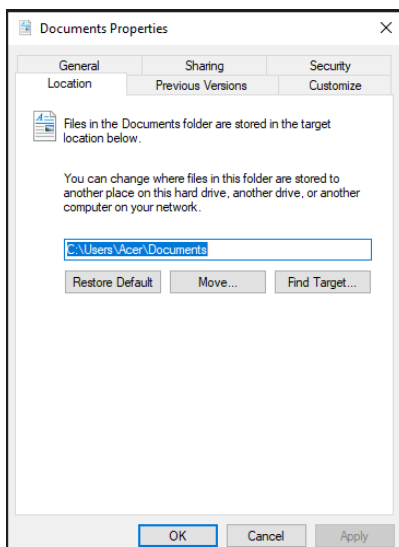 Documents Properties
General Sharing Security
Location Previous Versions Customize
Files in the Documents folder are stored in the target
location below.
You can change where files in this folder are stored to
another place on this hard drive, another drive, or another
computer on your network.
C:\Users\Acer\Documents
Restore Default Move... Find Target...
OK Cancel Apply